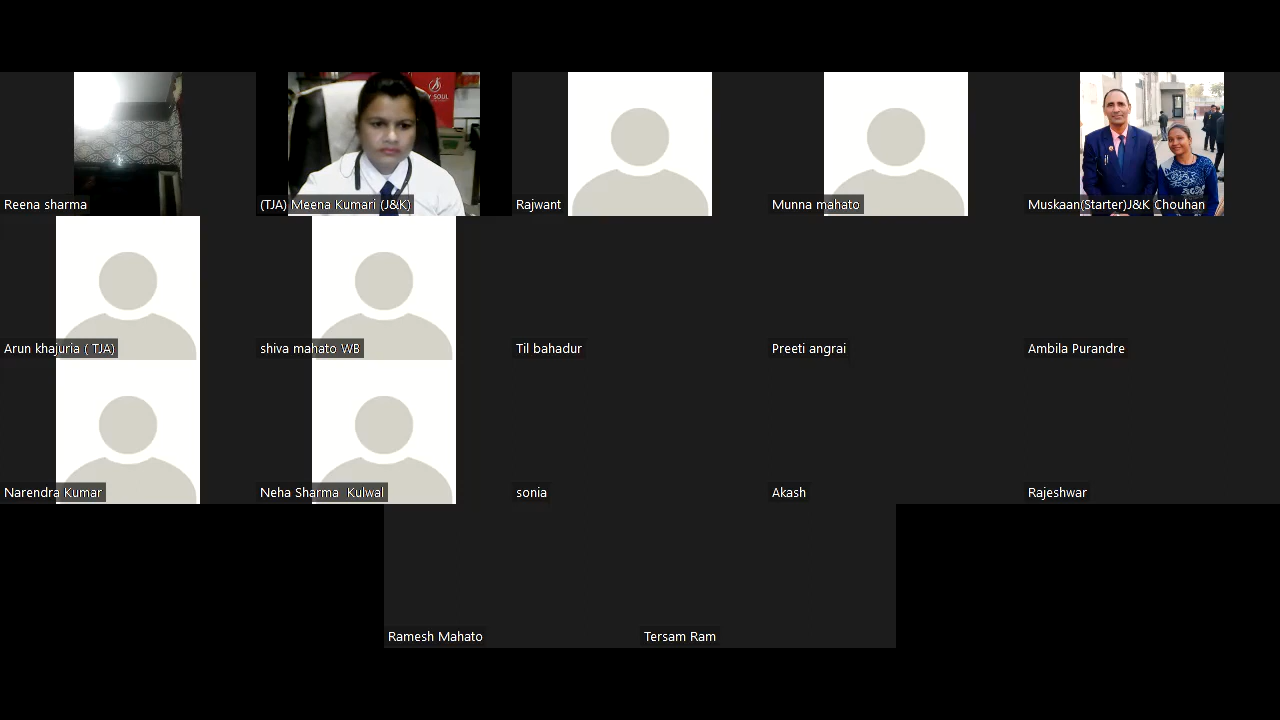 Y SOUL
Reena sharma
(TJA) Meena Kumari (J&K)
Rajwant
Munna mahato
Muskaan(Starter)J&K Chouhan
Arun khajuria ( TJA)
shiva mahato WB
Til bahadur
Preeti angrai
Ambila Purandre
Narendra Kumar
Neha Sharma  Kulwal
sonia
Akash
Rajeshwar
Ramesh Mahato
Tersam Ram